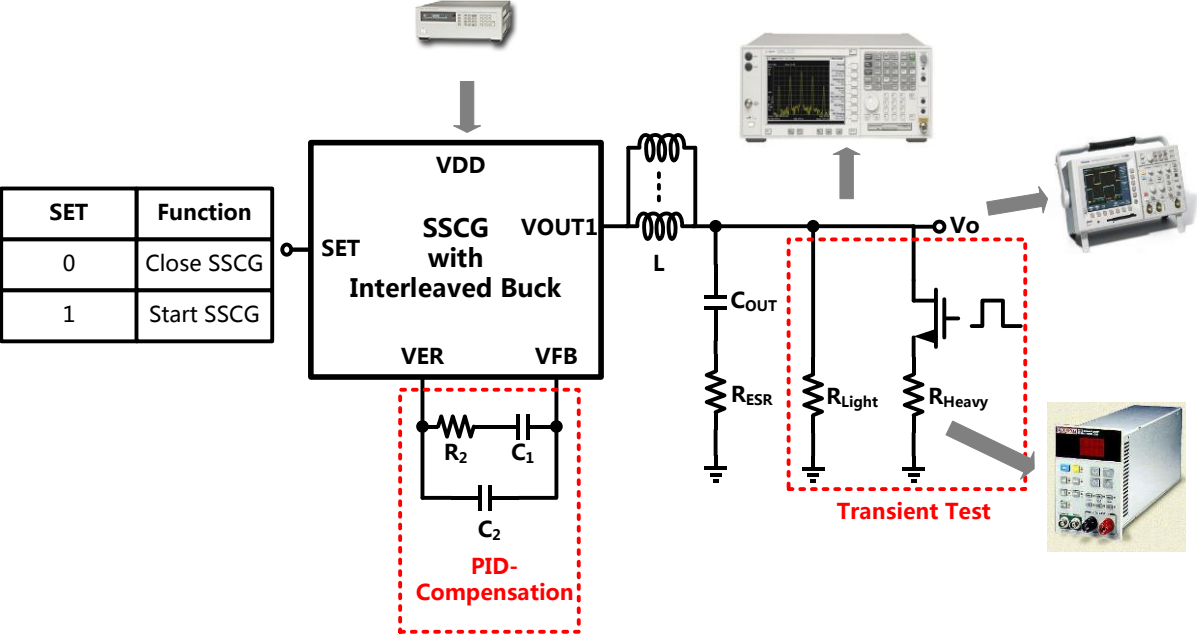 VDD
SET Function
0 Close SSCG
1 Start SSCG
SET
SSCG
with
Interleaved Buck
VOUT1
VER VFB
L
Vo
COUT
RESR
RLight
RHeavy
R2 C1
C2
PID-
Compensation
Transient Test